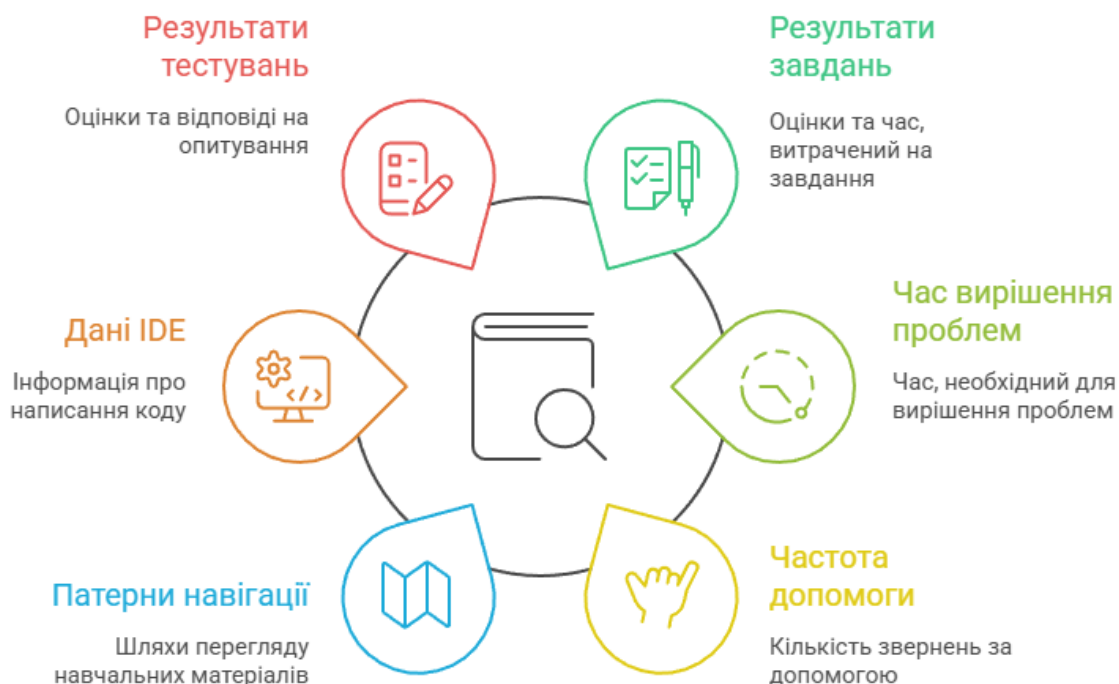 Результати
тестувань
Оцінки та відповіді на
опитування
Результати
завдань
Оцінки та час,
витрачений на
завдання
Дані IDE
Інформація про
написання коду
Час вирішення
проблем
Час, необхідний для
вирішення проблем
Патерни навігації
Шляхи перегляду
навчальних матеріалів
Частота
допомоги
Кількість звернень за
допомогою